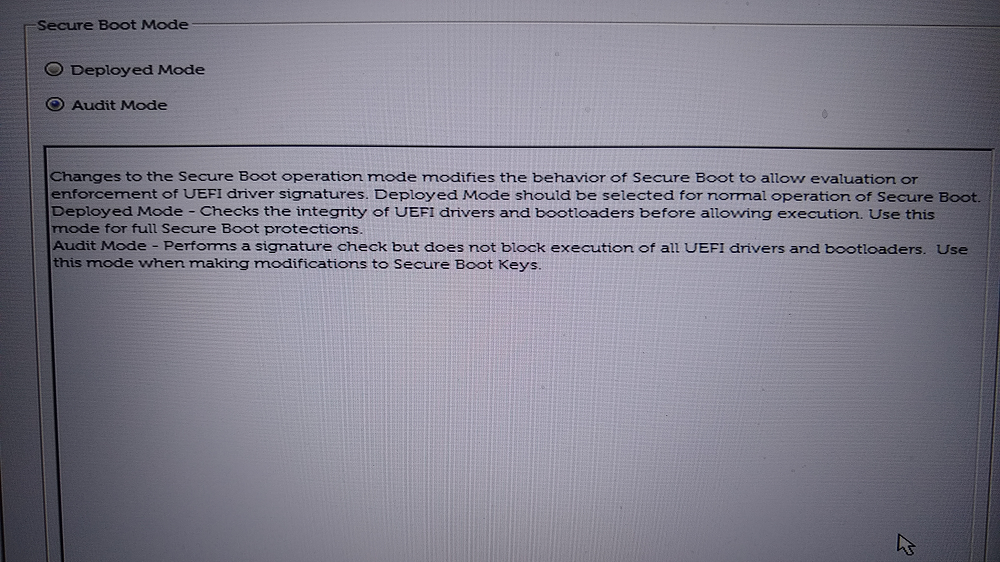 Secure Boot Mode
Deployed Mode
Audit Mode
Changes to the Secure Boot operation mode modifies the behavior of Secure Boot to allow evaluation or
enforcement of UEFI driver signatures. Deployed Mode should be selected for normal operation of Secure Boot.
Deployed Mode - Checks the integrity of UEFI drivers and bootloaders before allowing execution. Use this
mode for full Secure Boot protections.
Audit Mode - Performs a signature check but does not block execution of all UEFI drivers and bootloaders.  Use
this mode when making modifications to Secure Boot Keys.